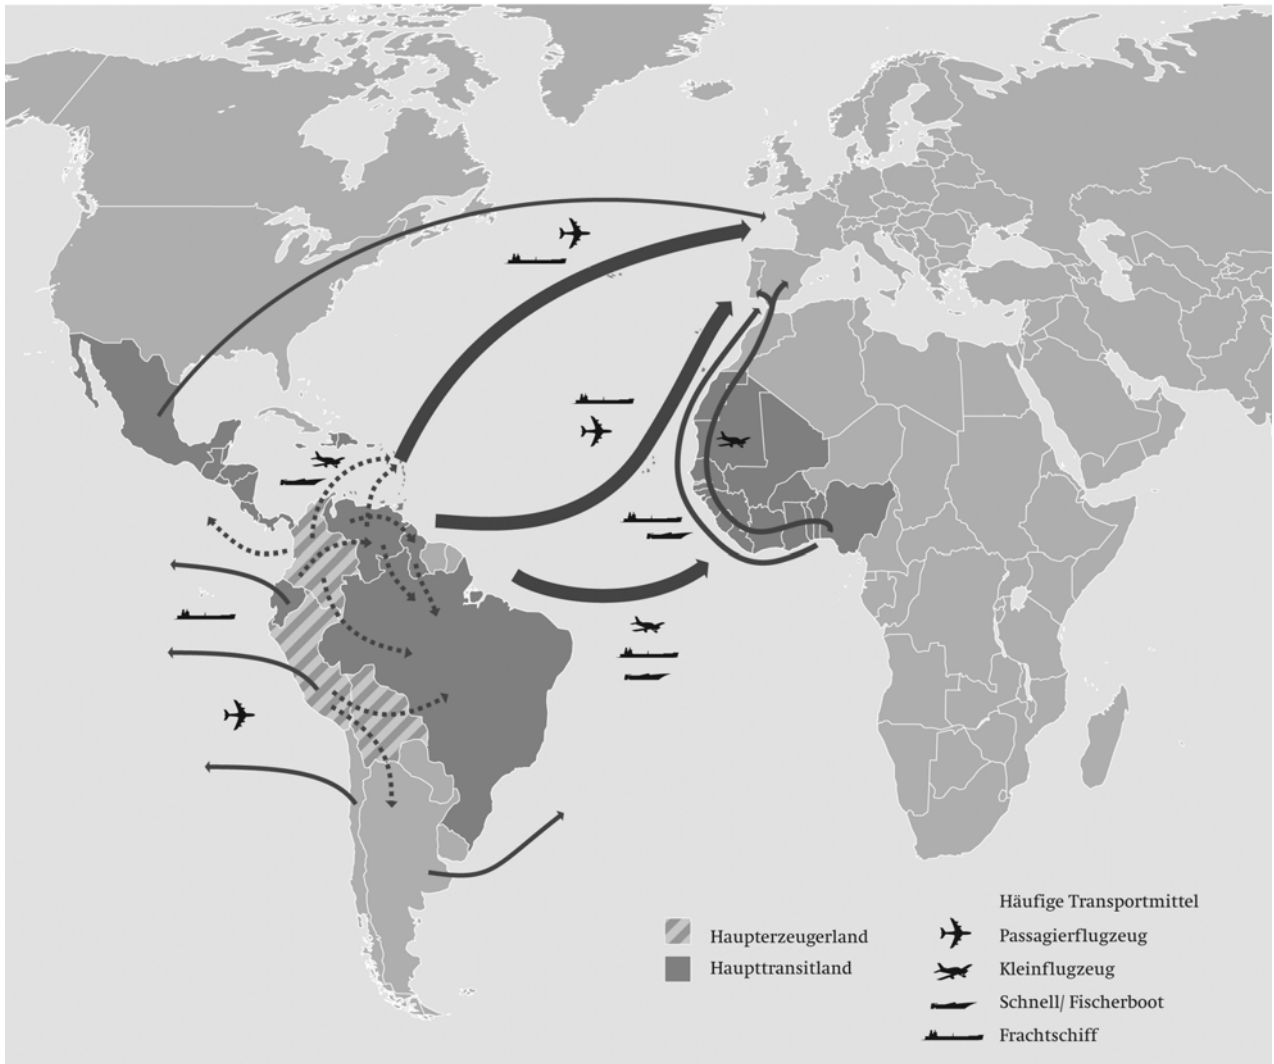 Häufige Transportmittel
Haupterzeugerland
Passagierflugzeug
Haupttransitland
Kleinflugzeug
Schnell/ Fischerboot
Frachtschiff